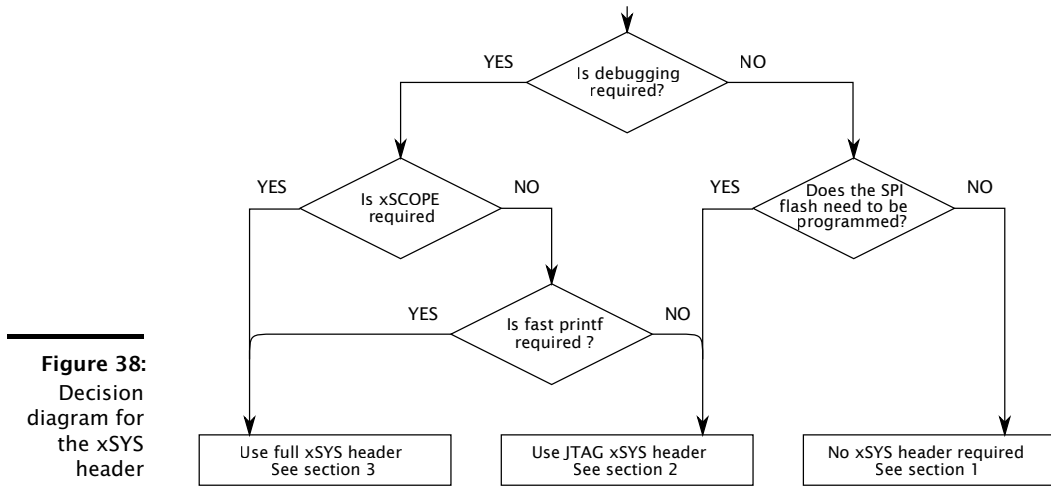 YES
Is debugging
required?
NO
YES
Is xSCOPE
required
NO
YES
Does the SPI
flash need to be
programmed?
NO
YES
Is fast printf
required ?
NO
Figure 38:
Decision
diagram for
the xSYS
header
Use full xSYS header
See section 3
Use JTAG xSYS header
See section 2
No xSYS header required
See section 1